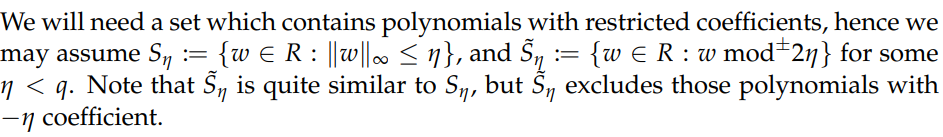 We will need a set which contains polynomials with restricted coefficients, hence we
may assume $S_\eta := \{w \in R : \|w\|_\infty \leq \eta\}$, and $\tilde{S}_\eta := \{w \in R : w \bmod^{\pm} 2\eta\}$ for some
$\eta < q$. Note that $\tilde{S}_\eta$ is quite similar to $S_\eta$, but $\tilde{S}_\eta$ excludes those polynomials with
$-\eta$ coefficient.